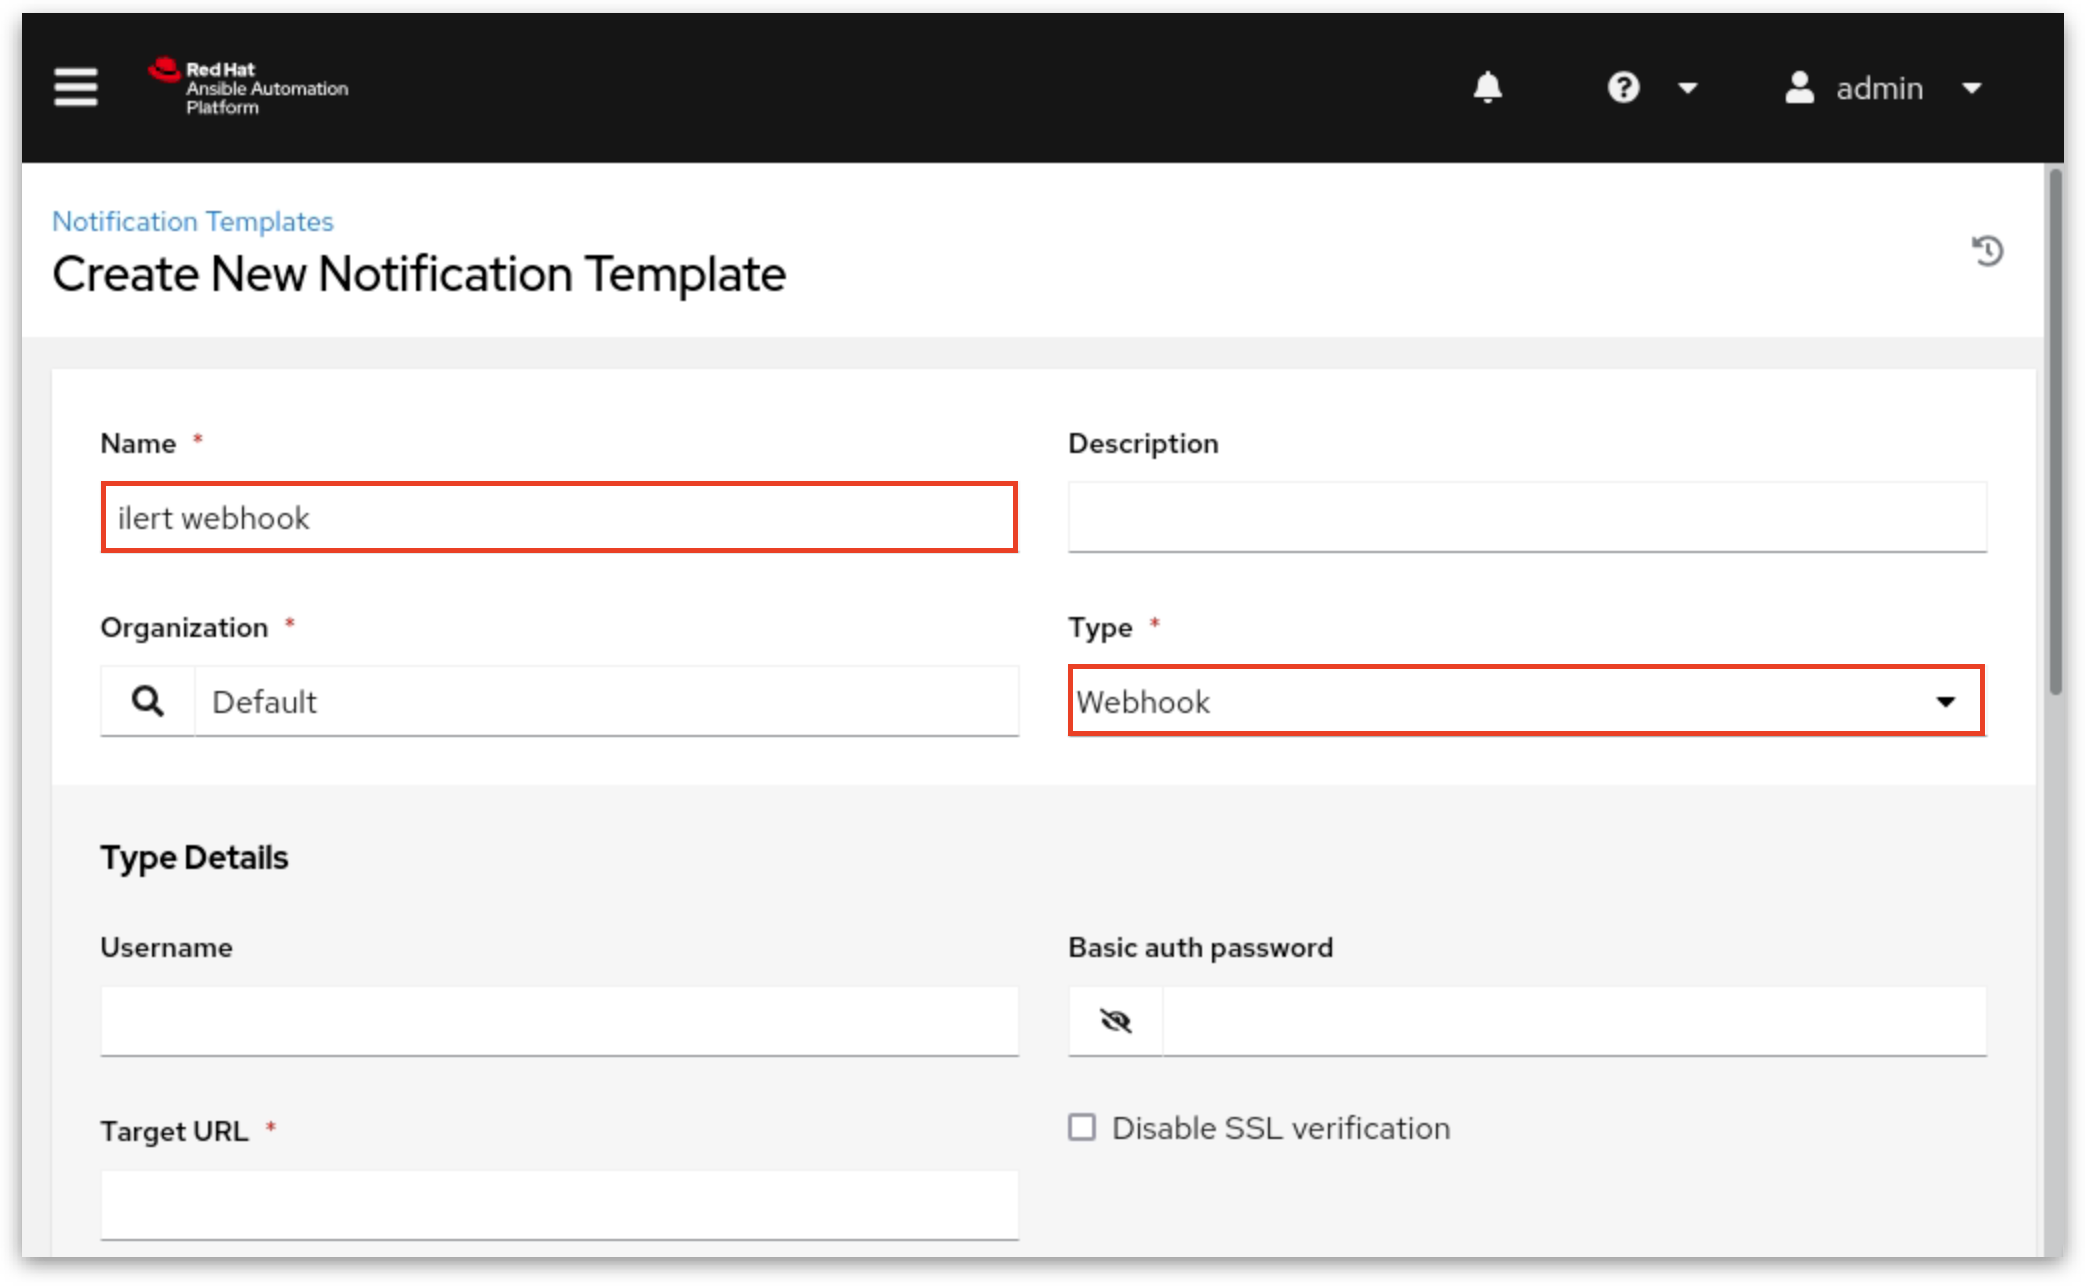 Red Hat
Ansible Automation
Platform
admin
Notification Templates
Create New Notification Template
Name *
Description
ilert webhook
Organization *
Type *
Default
Webhook
Type Details
Username
Basic auth password
Target URL *
Disable SSL verification